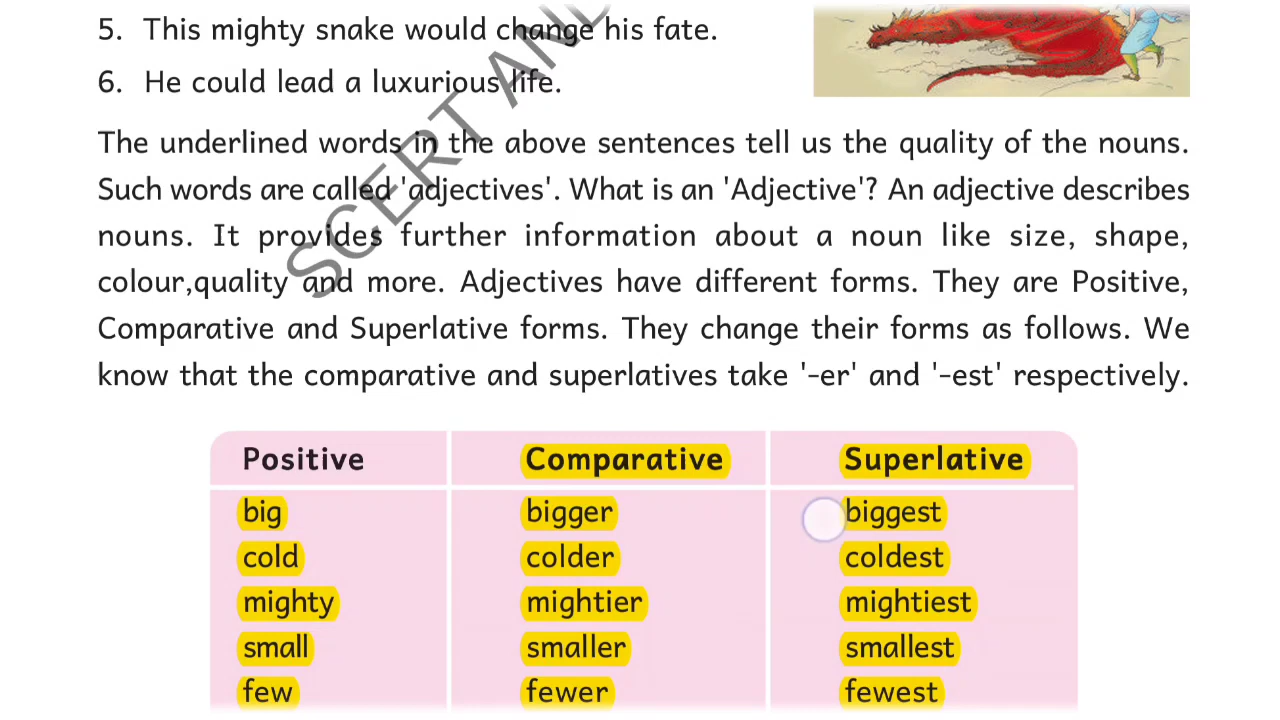 5. This mighty snake would change his fate.
6. He could lead a luxurious life.
The underlined words in the above sentences tell us the quality of the nouns.
Such words are called 'adjectives'. What is an 'Adjective'? An adjective describes
nouns. It provides further information about a noun like size, shape,
colour,quality and more. Adjectives have different forms. They are Positive,
Comparative and Superlative forms. They change their forms as follows. We
know that the comparative and superlatives take '-er' and '-est' respectively.
Positive Comparative Superlative
big bigger biggest
cold colder coldest
mighty mightier mightiest
small smaller smallest
few fewer fewest
SCERT AND